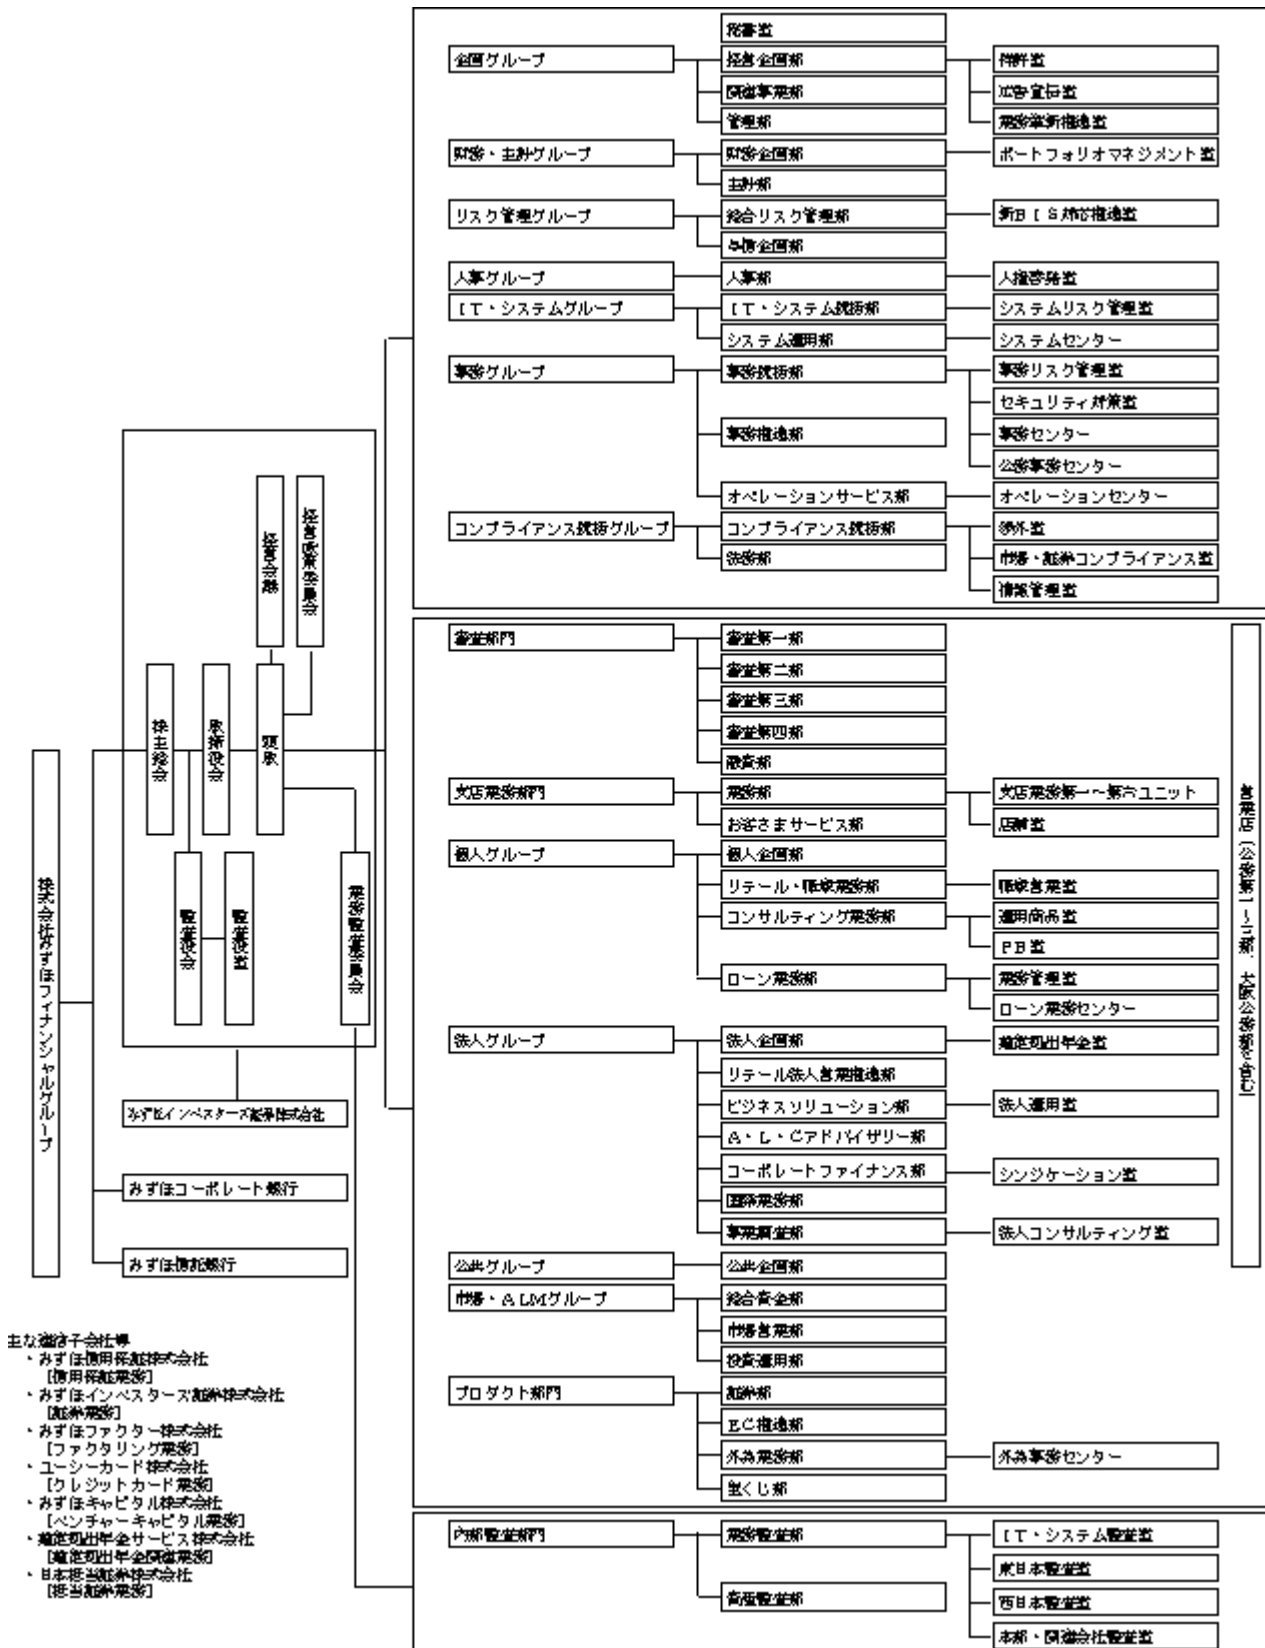 秘書室
企画グループ
経営企画部
広告宣伝室
関連事業部
業務革新推進室
管理部
財務・主計グループ
財務企画部
ポートフォリオマネジメント室
主計部
リスク管理グループ
総合リスク管理部
新ＢＩＳ対応推進室
与信企画部
人事グループ
人事部
人権啓発室
ＩＴ・システムグループ
ＩＴ・システム統括部
システムリスク管理室
システム運用部
システムセンター
事務グループ
事務統括部
事務リスク管理室
セキュリティ対策室
事務推進部
事務センター
公務事務センター
オペレーションサービス部
オペレーションセンター
コンプライアンス統括グループ
コンプライアンス統括部
渉外室
法務部
市場・証券コンプライアンス室
情報管理室
審査部門
審査第一部
審査第二部
審査第三部
審査第四部
融資部
支店業務部門
業務部
支店業務第一～第六ユニット
お客さまサービス部
店舗室
個人グループ
個人企画部
リテール・職域業務部
職域営業室
コンサルティング業務部
運用商品室
ＰＢ室
ローン業務部
業務管理室
ローン業務センター
法人グループ
法人企画部
確定拠出年金室
リテール法人営業推進部
ビジネスソリューション部
法人運用室
Ａ・Ｌ・Ｃアドバイザリー部
コーポレートファイナンス部
シンジケーション室
国際業務部
事業調査部
法人コンサルティング室
公共グループ
公共企画部
市場・ＡＬＭグループ
総合資金部
市場営業部
投資運用部
プロダクト部門
証券部
ＥＣ推進部
外為業務部
外為事務センター
宝くじ部
営業店（公務第１～三部、大阪公務部を含む）
内部監査部門
業務監査部
ＩＴ・システム監査室
東日本監査室
資産監査部
西日本監査室
本部・関連会社監査室
株式会社みずほフィナンシャルグループ
株主総会
取締役会
頭取
経営会議
経営政策委員会
監査役会
監査役室
業務監査委員会
みずほインベスターズ証券株式会社
みずほコーポレート銀行
みずほ信託銀行
主な連結子会社等
・みずほ信用保証株式会社
［信用保証業務］
・みずほインベスターズ証券株式会社
［証券業務］
・みずほファクター株式会社
［ファクタリング業務］
・ユーシーカード株式会社
［クレジットカード業務］
・みずほキャピタル株式会社
［ベンチャーキャピタル業務］
・確定拠出年金サービス株式会社
［確定拠出年金関連業務］
・日本抵当証券株式会社
［抵当証券業務］